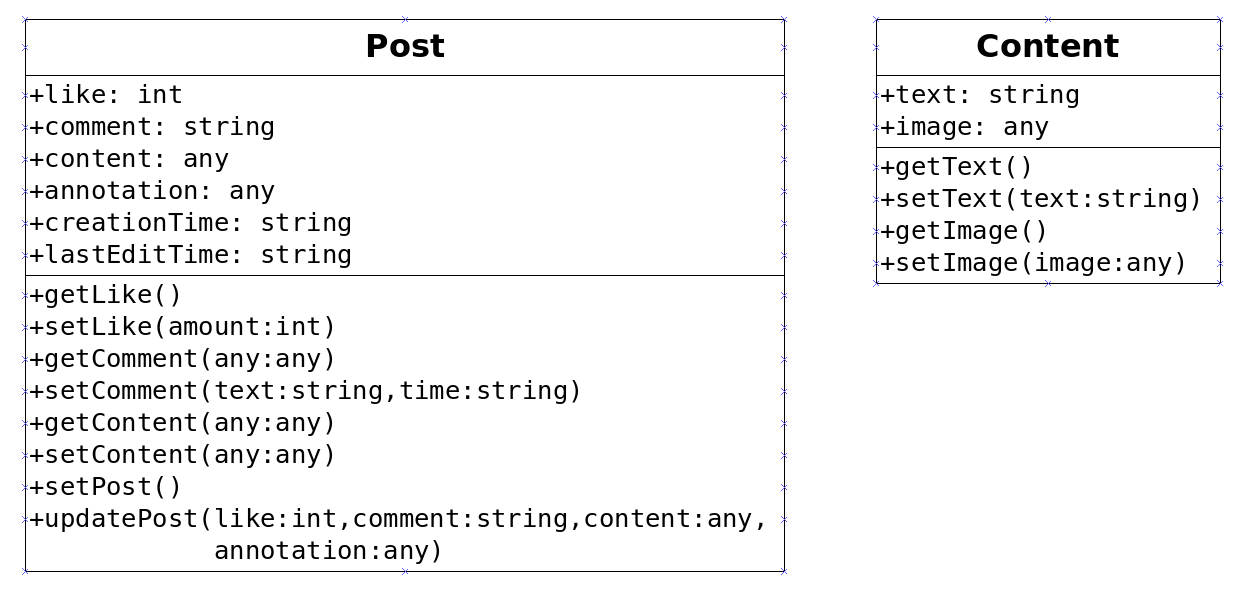 Post
+like: int
+comment: string
+content: any
+annotation: any
+creationTime: string
+lastEditTime: string
+getLike()
+setLike(amount:int)
+getComment(any:any)
+setComment(text:string,time:string)
+getContent(any:any)
+setContent(any:any)
+setPost()
+updatePost(like:int,comment:string,content:any,
annotation:any)
Content
+text: string
+image: any
+getText()
+setText(text:string)
+getImage()
+setImage(image:any)